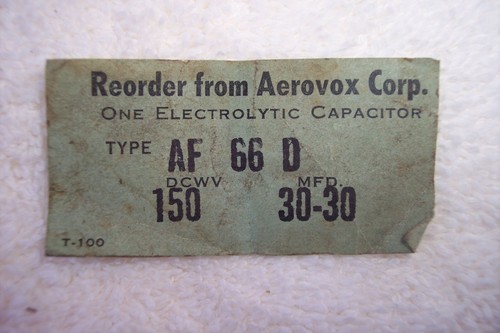 Reorder from Aerovox Corp.
ONE ELECTROLYTIC CAPACITOR
TYPE AF 66 D
DCWV MFD.
150 30-30
T-100